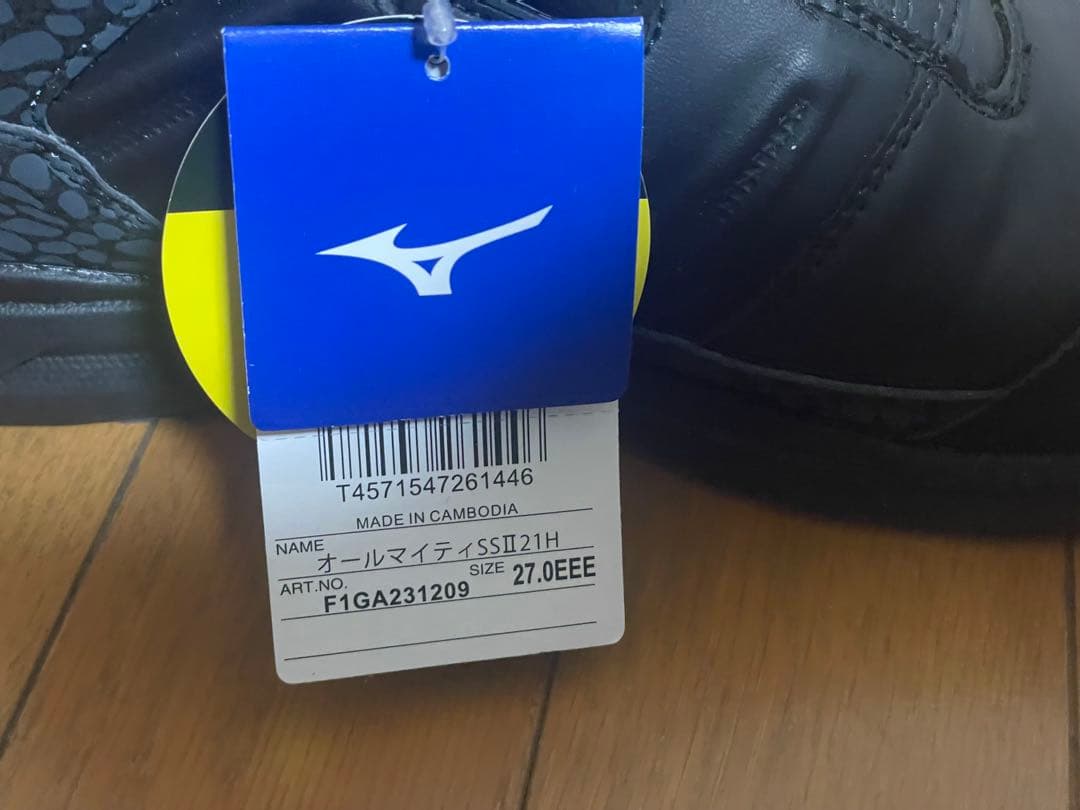 T4571547261446
MADE IN CAMBODIA
NAME オールマイティSSⅡ21H
ART.NO. F1GA231209 SIZE 27.0EEE